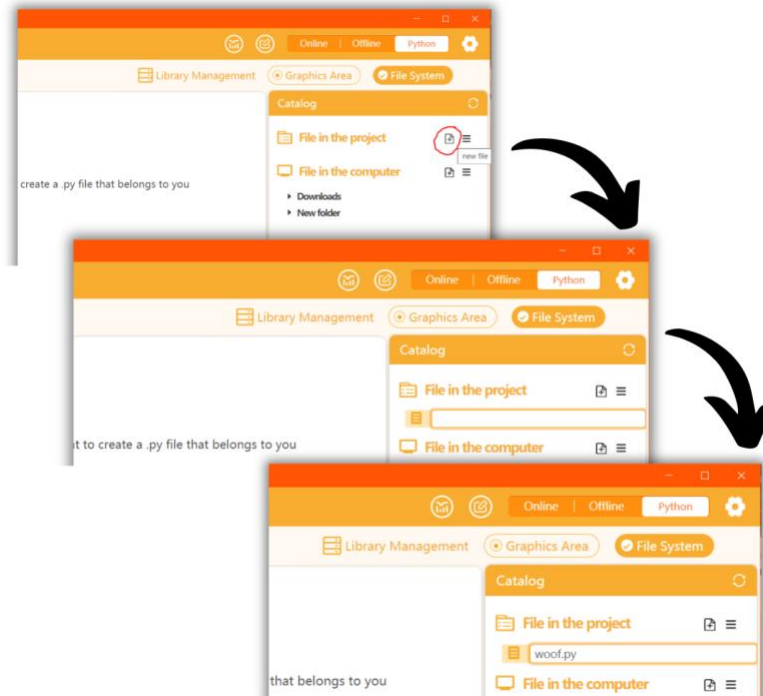 Online | Offline Python
Library Management Graphics Area File System
Catalog
File in the project
new file
File in the computer
create a .py file that belongs to you
Downloads
New folder
Online | Offline Python
Library Management Graphics Area File System
Catalog
File in the project
t to create a .py file that belongs to you
File in the computer
Online | Offline Python
Library Management Graphics Area File System
Catalog
File in the project
woof.py
that belongs to you
File in the computer